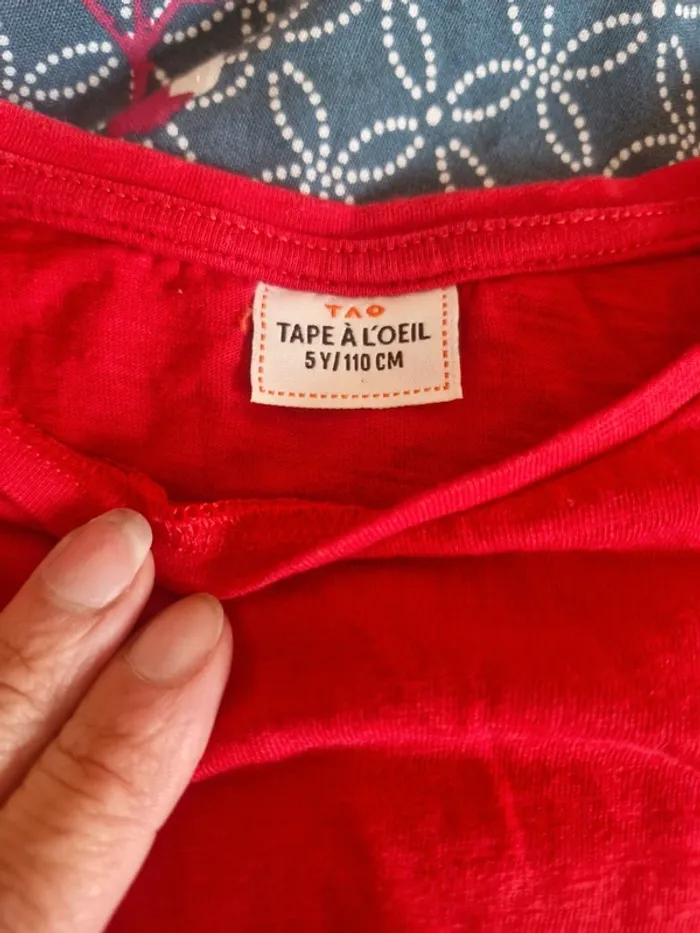 TAO
TAPE À L'OEIL
5 Y/110 CM